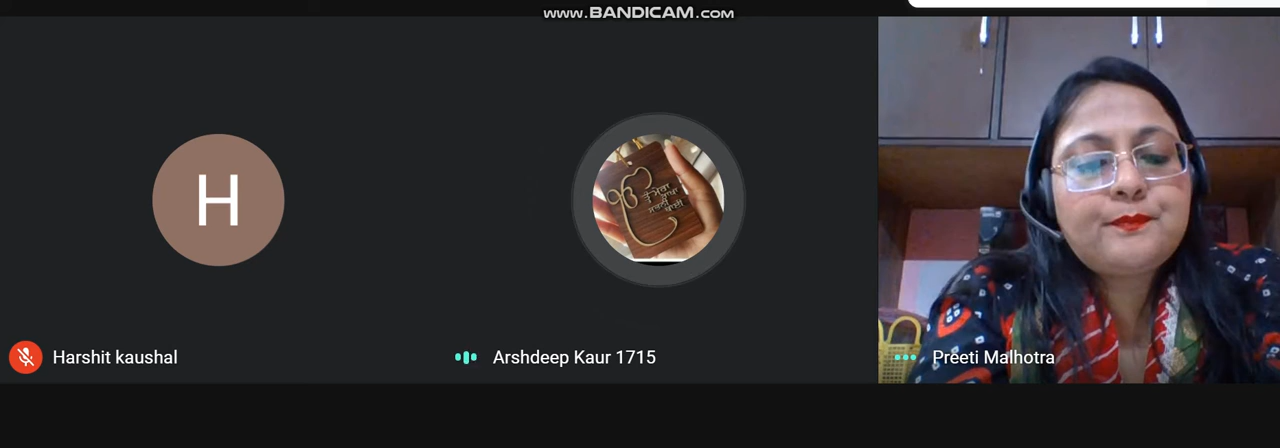 WWW.BANDICAM.COM
H
ੴ
Harshit kaushal
Arshdeep Kaur 1715
Preeti Malhotra